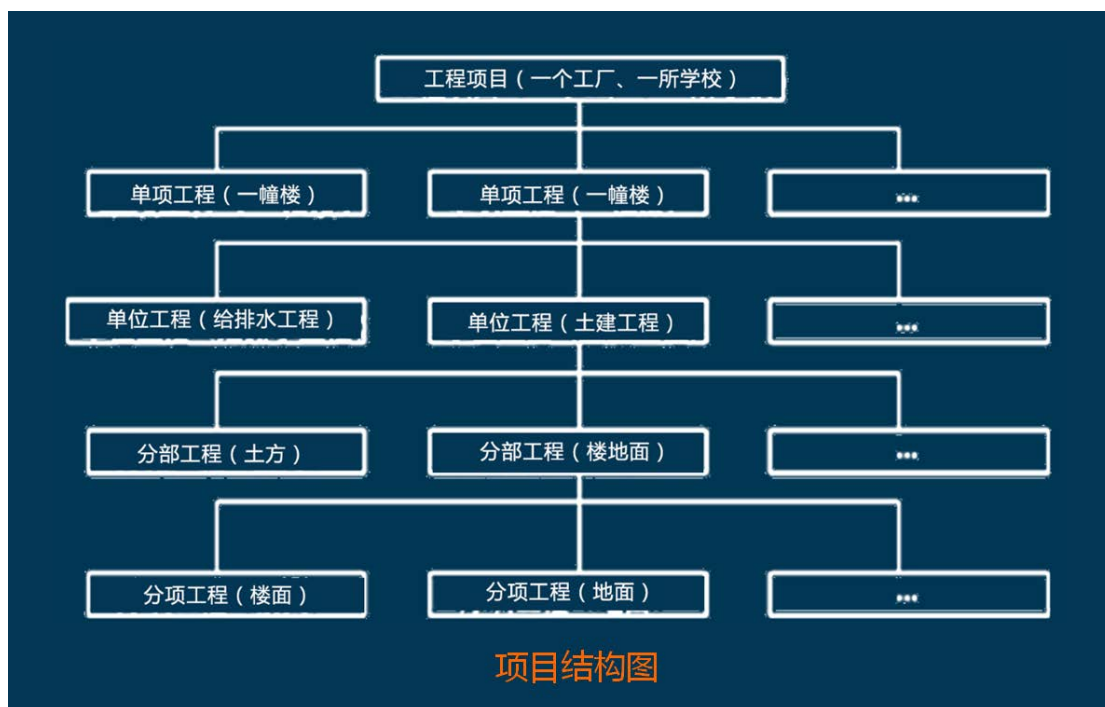 工程项目（一个工厂、一所学校）
单项工程（一幢楼）
单项工程（一幢楼）
...
单位工程（给排水工程）
单位工程（土建工程）
...
分部工程（土方）
分部工程（楼地面）
...
分项工程（楼面）
分项工程（地面）
...
项目结构图